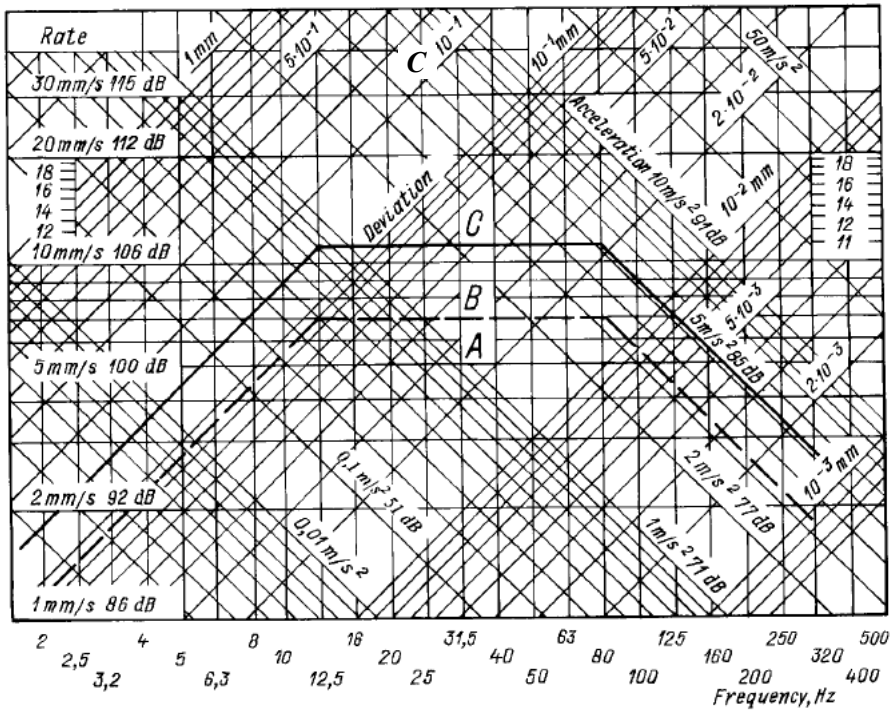 Rate
1 mm
5·10⁻¹
C
10⁻¹
10⁻¹ mm
5·10⁻²
50 m/s²
2·10⁻²
30 mm/s 115 dB
20 mm/s 112 dB
18
16
14
12
10 mm/s 106 dB
Deviation
Acceleration 10 m/s² 91 dB
10⁻² mm
18
16
14
12
11
C
B
A
5·10⁻³
5 m/s² 85 dB
2·10⁻³
5 mm/s 100 dB
2 mm/s 92 dB
0,1 m/s² 51 dB
0,01 m/s²
2 m/s² 77 dB
10⁻³ mm
1 m/s² 71 dB
1 mm/s 86 dB
2 4 8 16 31,5 63 125 250 500
2,5 5 10 20 40 80 160 320
3,2 6,3 12,5 25 50 100 200 400
Frequency, Hz